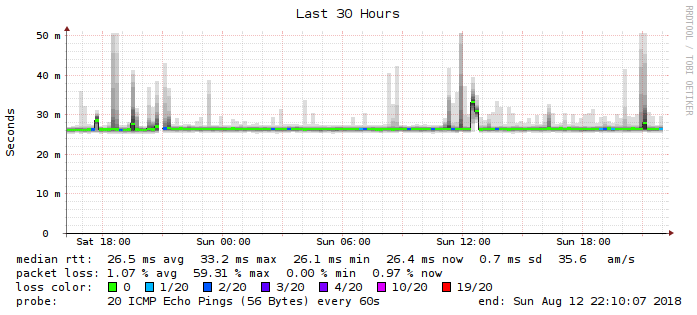 Last 30 Hours
RRDTOOL / TOBI OETIKER
Seconds
50 m
40 m
30 m
20 m
10 m
0
Sat 18:00 Sun 00:00 Sun 06:00 Sun 12:00 Sun 18:00
median rtt: 26.5 ms avg 33.2 ms max 26.1 ms min 26.4 ms now 0.7 ms sd 35.6 am/s
packet loss: 1.07 % avg 59.31 % max 0.00 % min 0.97 % now
loss color: 0 1/20 2/20 3/20 4/20 10/20 19/20
probe: 20 ICMP Echo Pings (56 Bytes) every 60s end: Sun Aug 12 22:10:07 2018